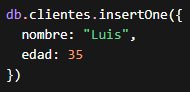 db.clientes.insertOne({
  nombre: "Luis",
  edad: 35
})